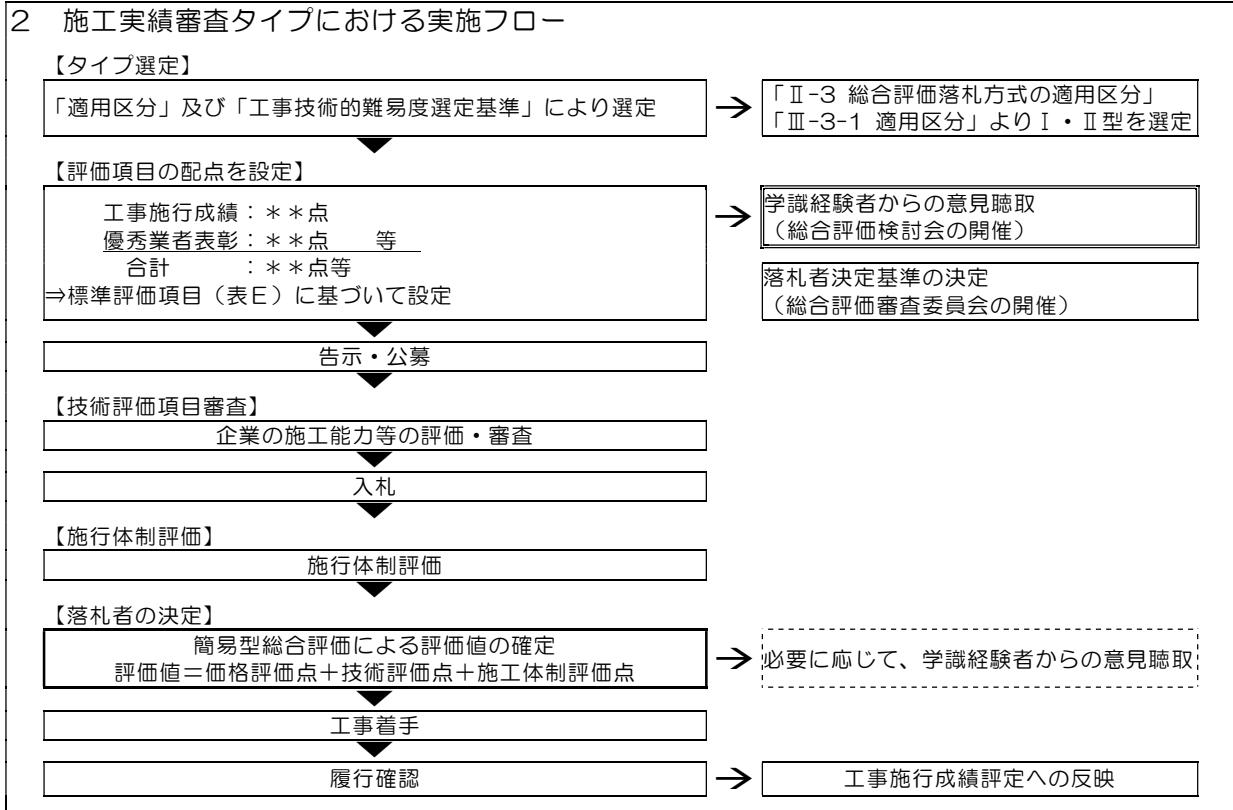 2 施工実績審査タイプにおける実施フロー
【タイプ選定】
「適用区分」及び「工事技術的難易度選定基準」により選定
→
「Ⅱ-3 総合評価落札方式の適用区分」
「Ⅲ-3-1 適用区分」よりⅠ・Ⅱ型を選定
【評価項目の配点を設定】
工事施行成績：＊＊点
優秀業者表彰：＊＊点 等
合計 ：＊＊点等
⇒標準評価項目（表E）に基づいて設定
→
学識経験者からの意見聴取
（総合評価検討会の開催）
落札者決定基準の決定
（総合評価審査委員会の開催）
告示・公募
【技術評価項目審査】
企業の施工能力等の評価・審査
入札
【施行体制評価】
施行体制評価
【落札者の決定】
簡易型総合評価による評価値の確定
評価値＝価格評価点＋技術評価点＋施工体制評価点
→
必要に応じて、学識経験者からの意見聴取
工事着手
履行確認
→
工事施行成績評定への反映